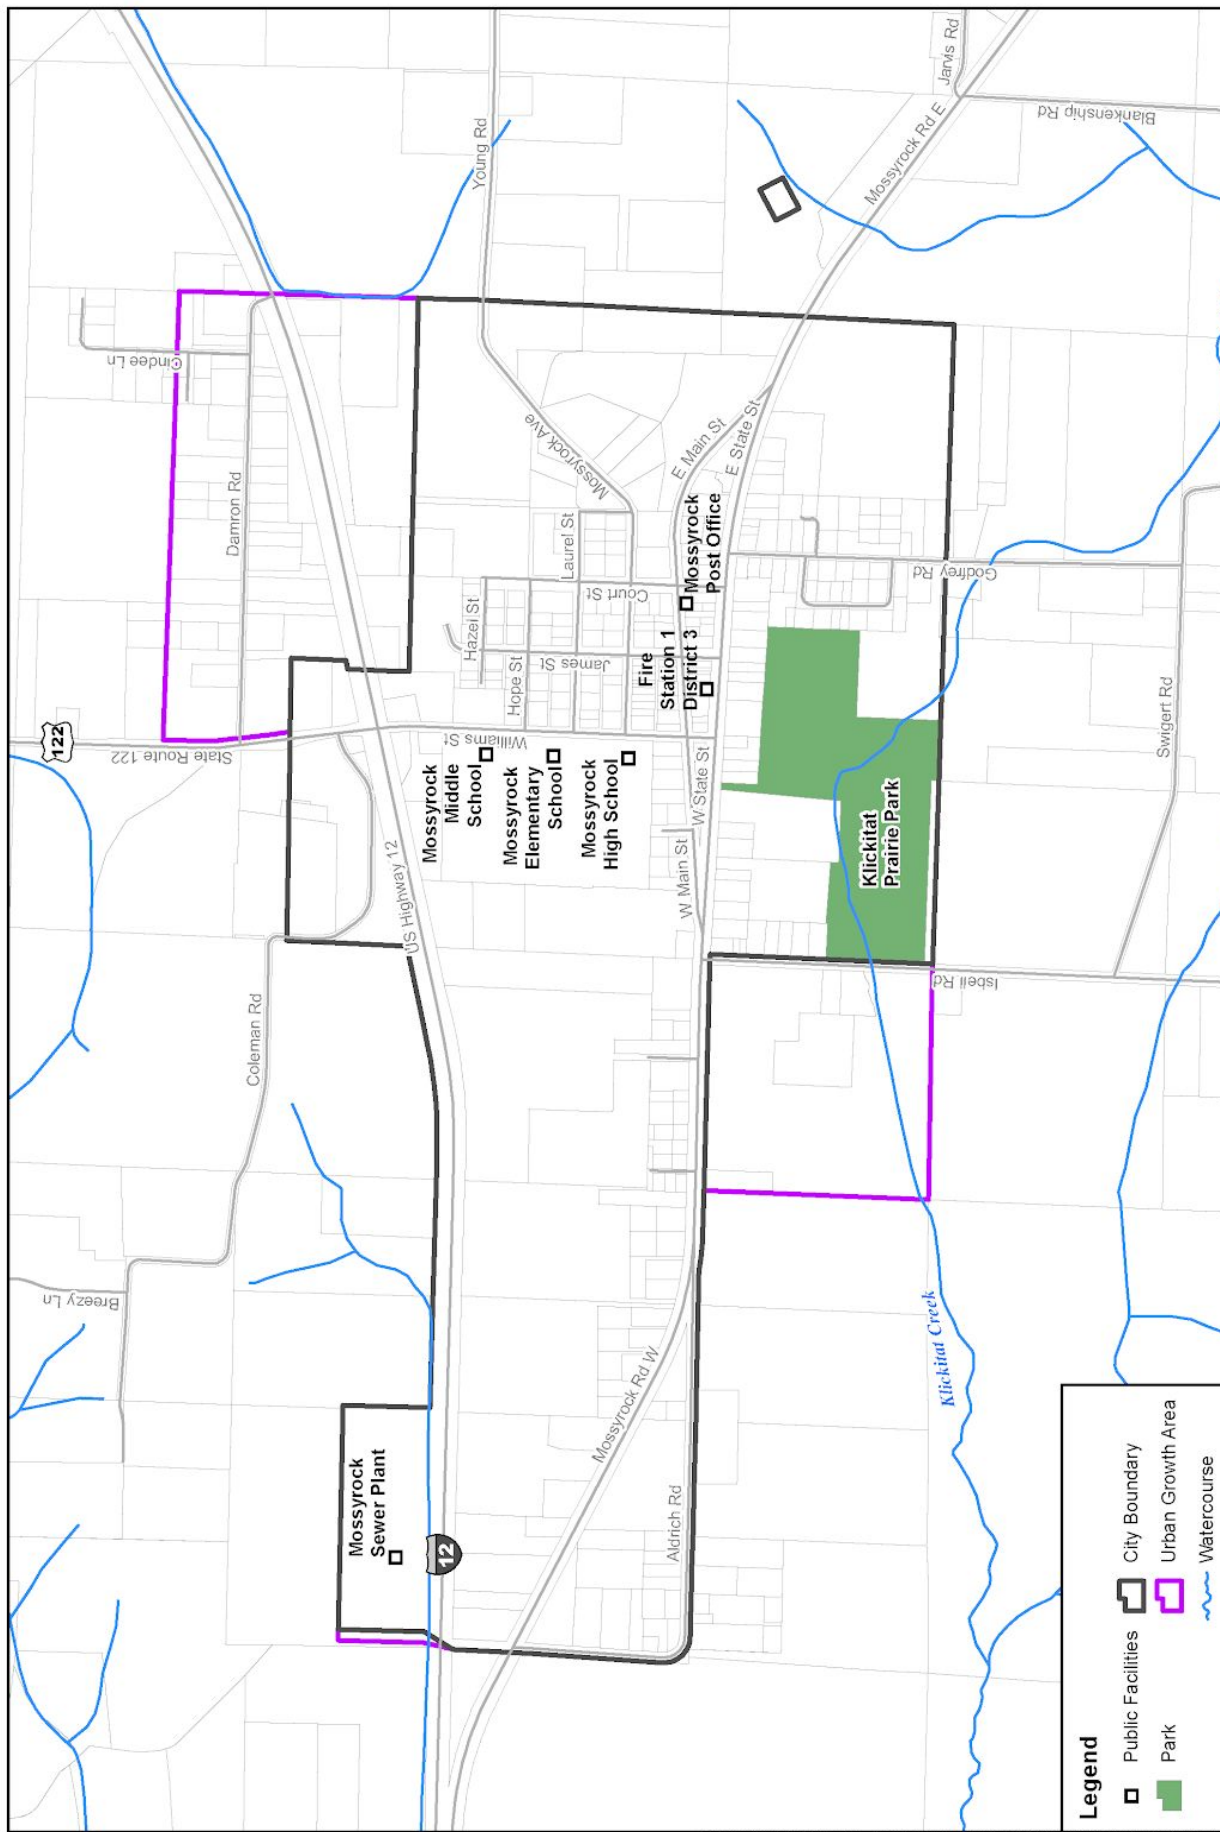 122
State Route 122
Damron Rd
Cindee Ln
Young Rd
Jarvis Rd
Blankenship Rd
Mossyrock Rd E
Mossyrock Ave
E Main St
E State St
Laurel St
Court St
Hazel St
James St
Hope St
Williams St
US Highway 12
Coleman Rd
Breezy Ln
Mossyrock
Middle
School
Mossyrock
Elementary
School
Mossyrock
High School
Fire
Station 1
District 3
Mossyrock
Post Office
W Main St
W State St
Godfrey Rd
Swigert Rd
Klickitat
Prairie Park
Isbell Rd
Mossyrock
Sewer Plant
12
Mossyrock Rd W
Aldrich Rd
Klickitat Creek
Legend
Public Facilities
Park
City Boundary
Urban Growth Area
Watercourse